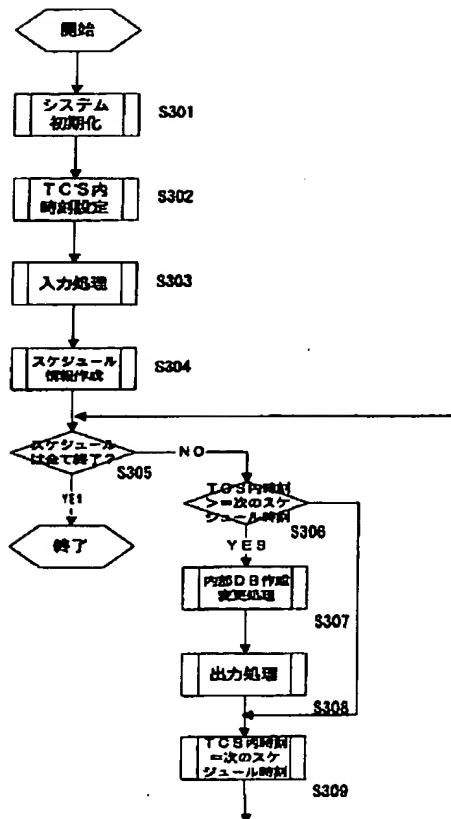 開始
システム
初期化
S301
TCS内
時刻設定
S302
入力処理
S303
スケジュール
情報作成
S304
スケジュール
は全て終了?
S305
NO
YES
終了
TCS内時刻
>=次のスケ
ジュール時刻
S306
YES
内部DB作成
変更処理
S307
出力処理
S308
TCS内時刻
=次のスケ
ジュール時刻
S309